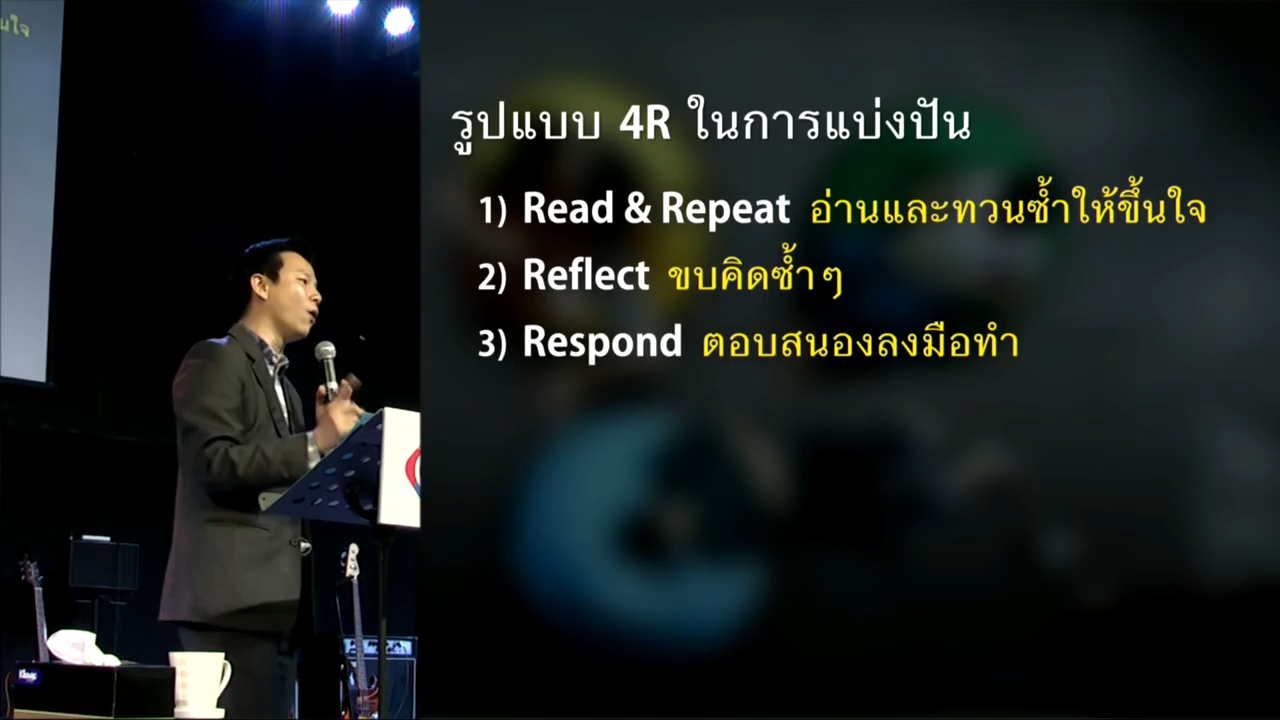 นใจ
รูปแบบ 4R ในการแบ่งปัน
1) Read & Repeat อ่านและทวนซ้ำให้ขึ้นใจ
2) Reflect ขบคิดซ้ำๆ
3) Respond ตอบสนองลงมือทำ